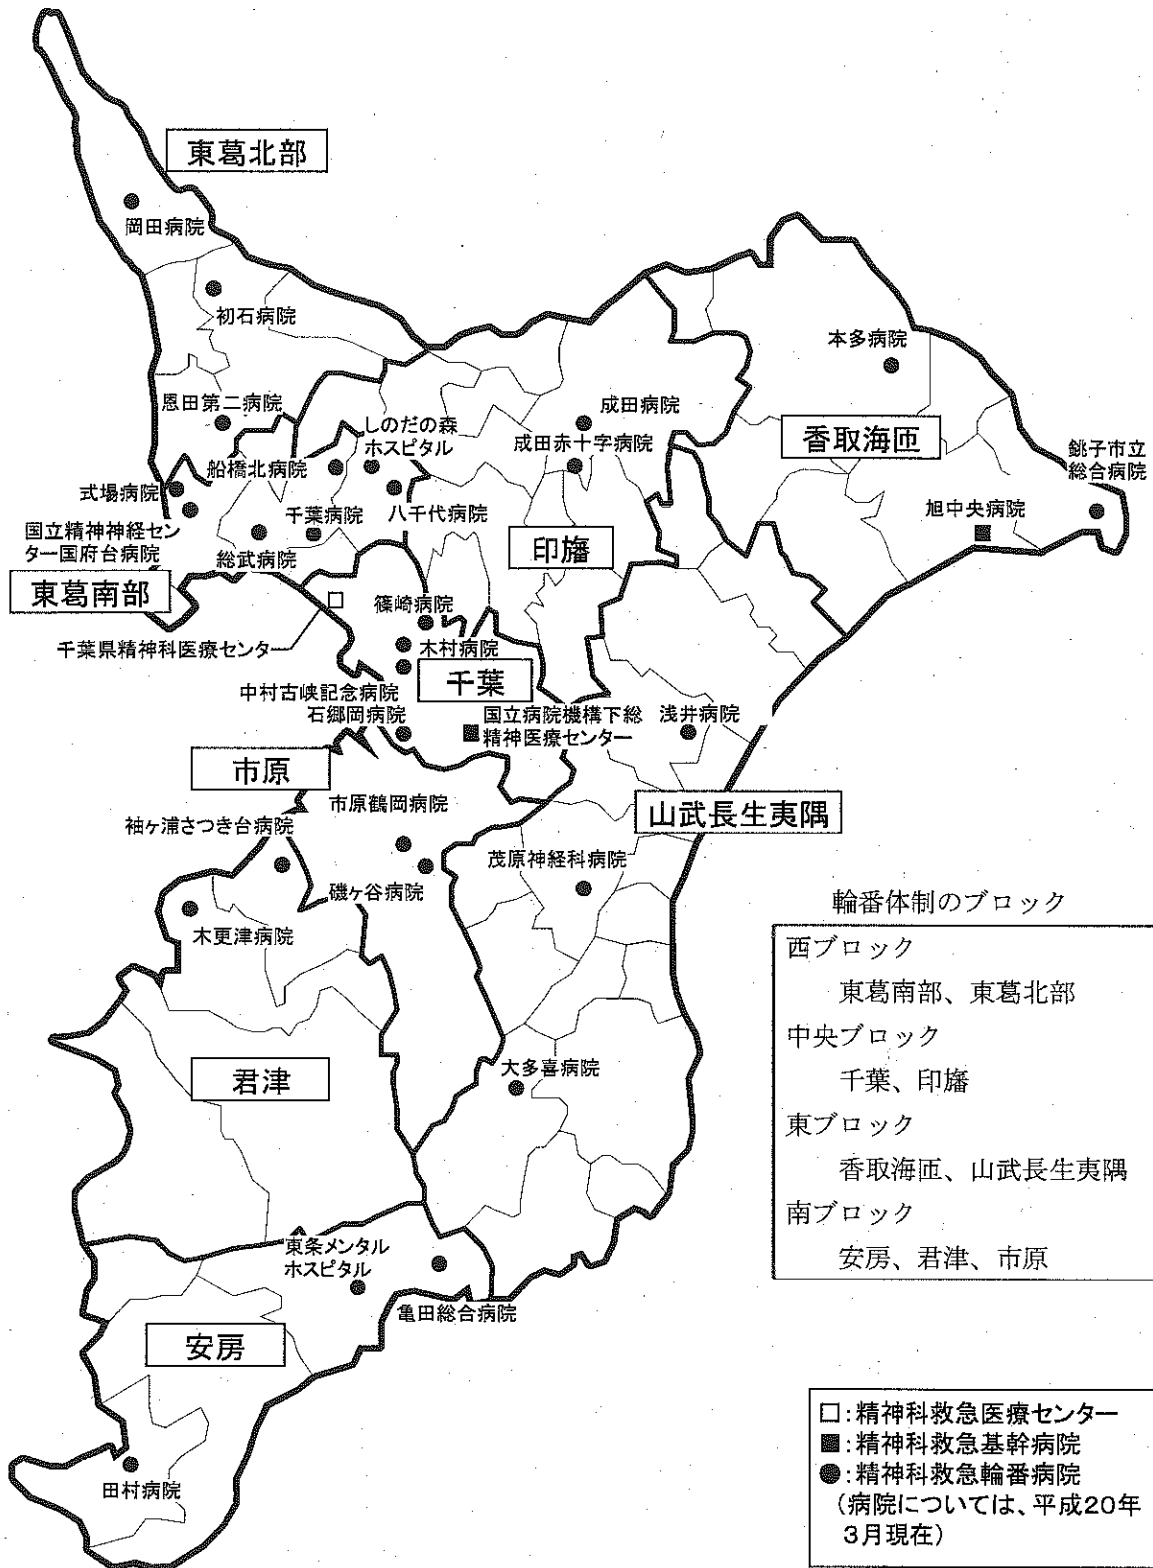 東葛北部
岡田病院
初石病院
恩田第二病院
しのだの森
ホスピタル
船橋北病院
式場病院
国立精神神経セン
ター国府台病院
東葛南部
総武病院
千葉病院
八千代病院
成田病院
成田赤十字病院
印旛
本多病院
香取海匝
銚子市立
総合病院
旭中央病院
千葉県精神科医療センター
篠崎病院
木村病院
千葉
中村古峡記念病院
石郷岡病院
国立病院機構下総
精神医療センター
浅井病院
市原
市原鶴岡病院
山武長生夷隅
袖ヶ浦さつき台病院
磯ヶ谷病院
茂原神経科病院
木更津病院
君津
大多喜病院
東条メンタル
ホスピタル
亀田総合病院
安房
田村病院
輪番体制のブロック
西ブロック
東葛南部、東葛北部
中央ブロック
千葉、印旛
東ブロック
香取海匝、山武長生夷隅
南ブロック
安房、君津、市原
□:精神科救急医療センター
■:精神科救急基幹病院
●:精神科救急輪番病院
(病院については、平成20年
3月現在)